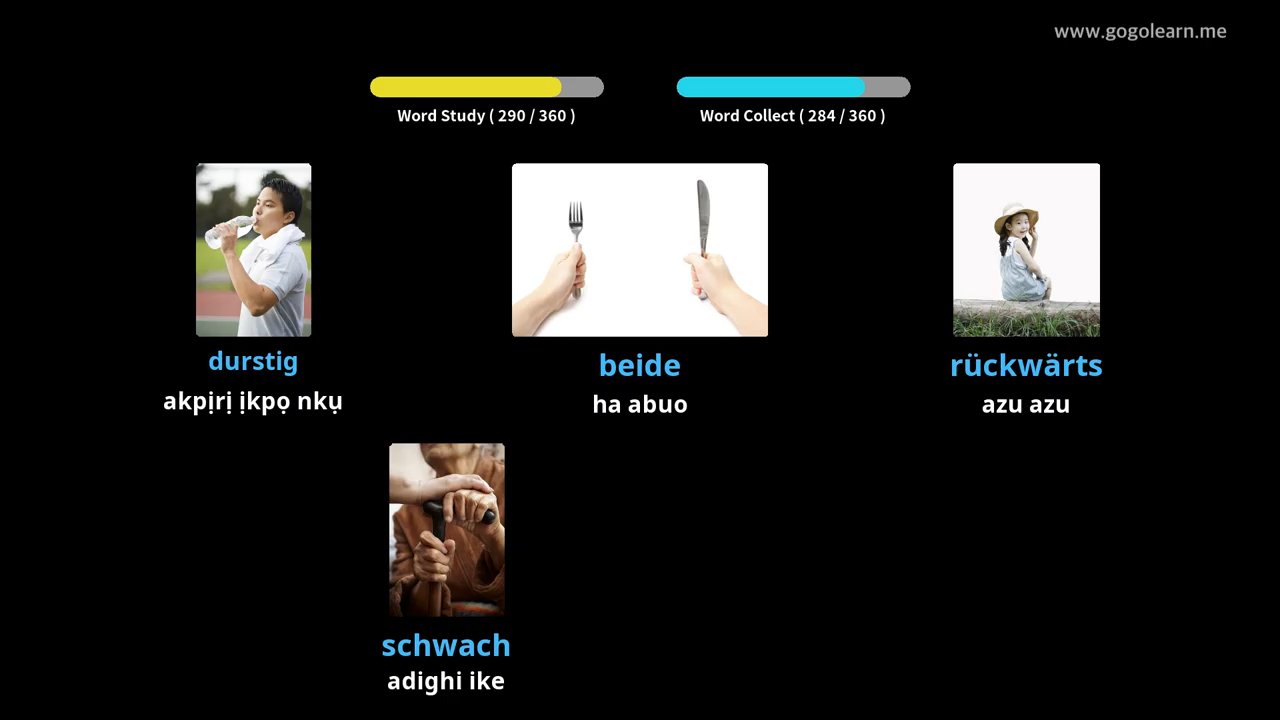 www.gogolearn.me
Word Study ( 290 / 360 )
Word Collect ( 284 / 360 )
durstig
akpịrị ịkpọ nkụ
beide
ha abuo
rückwärts
azu azu
schwach
adighi ike